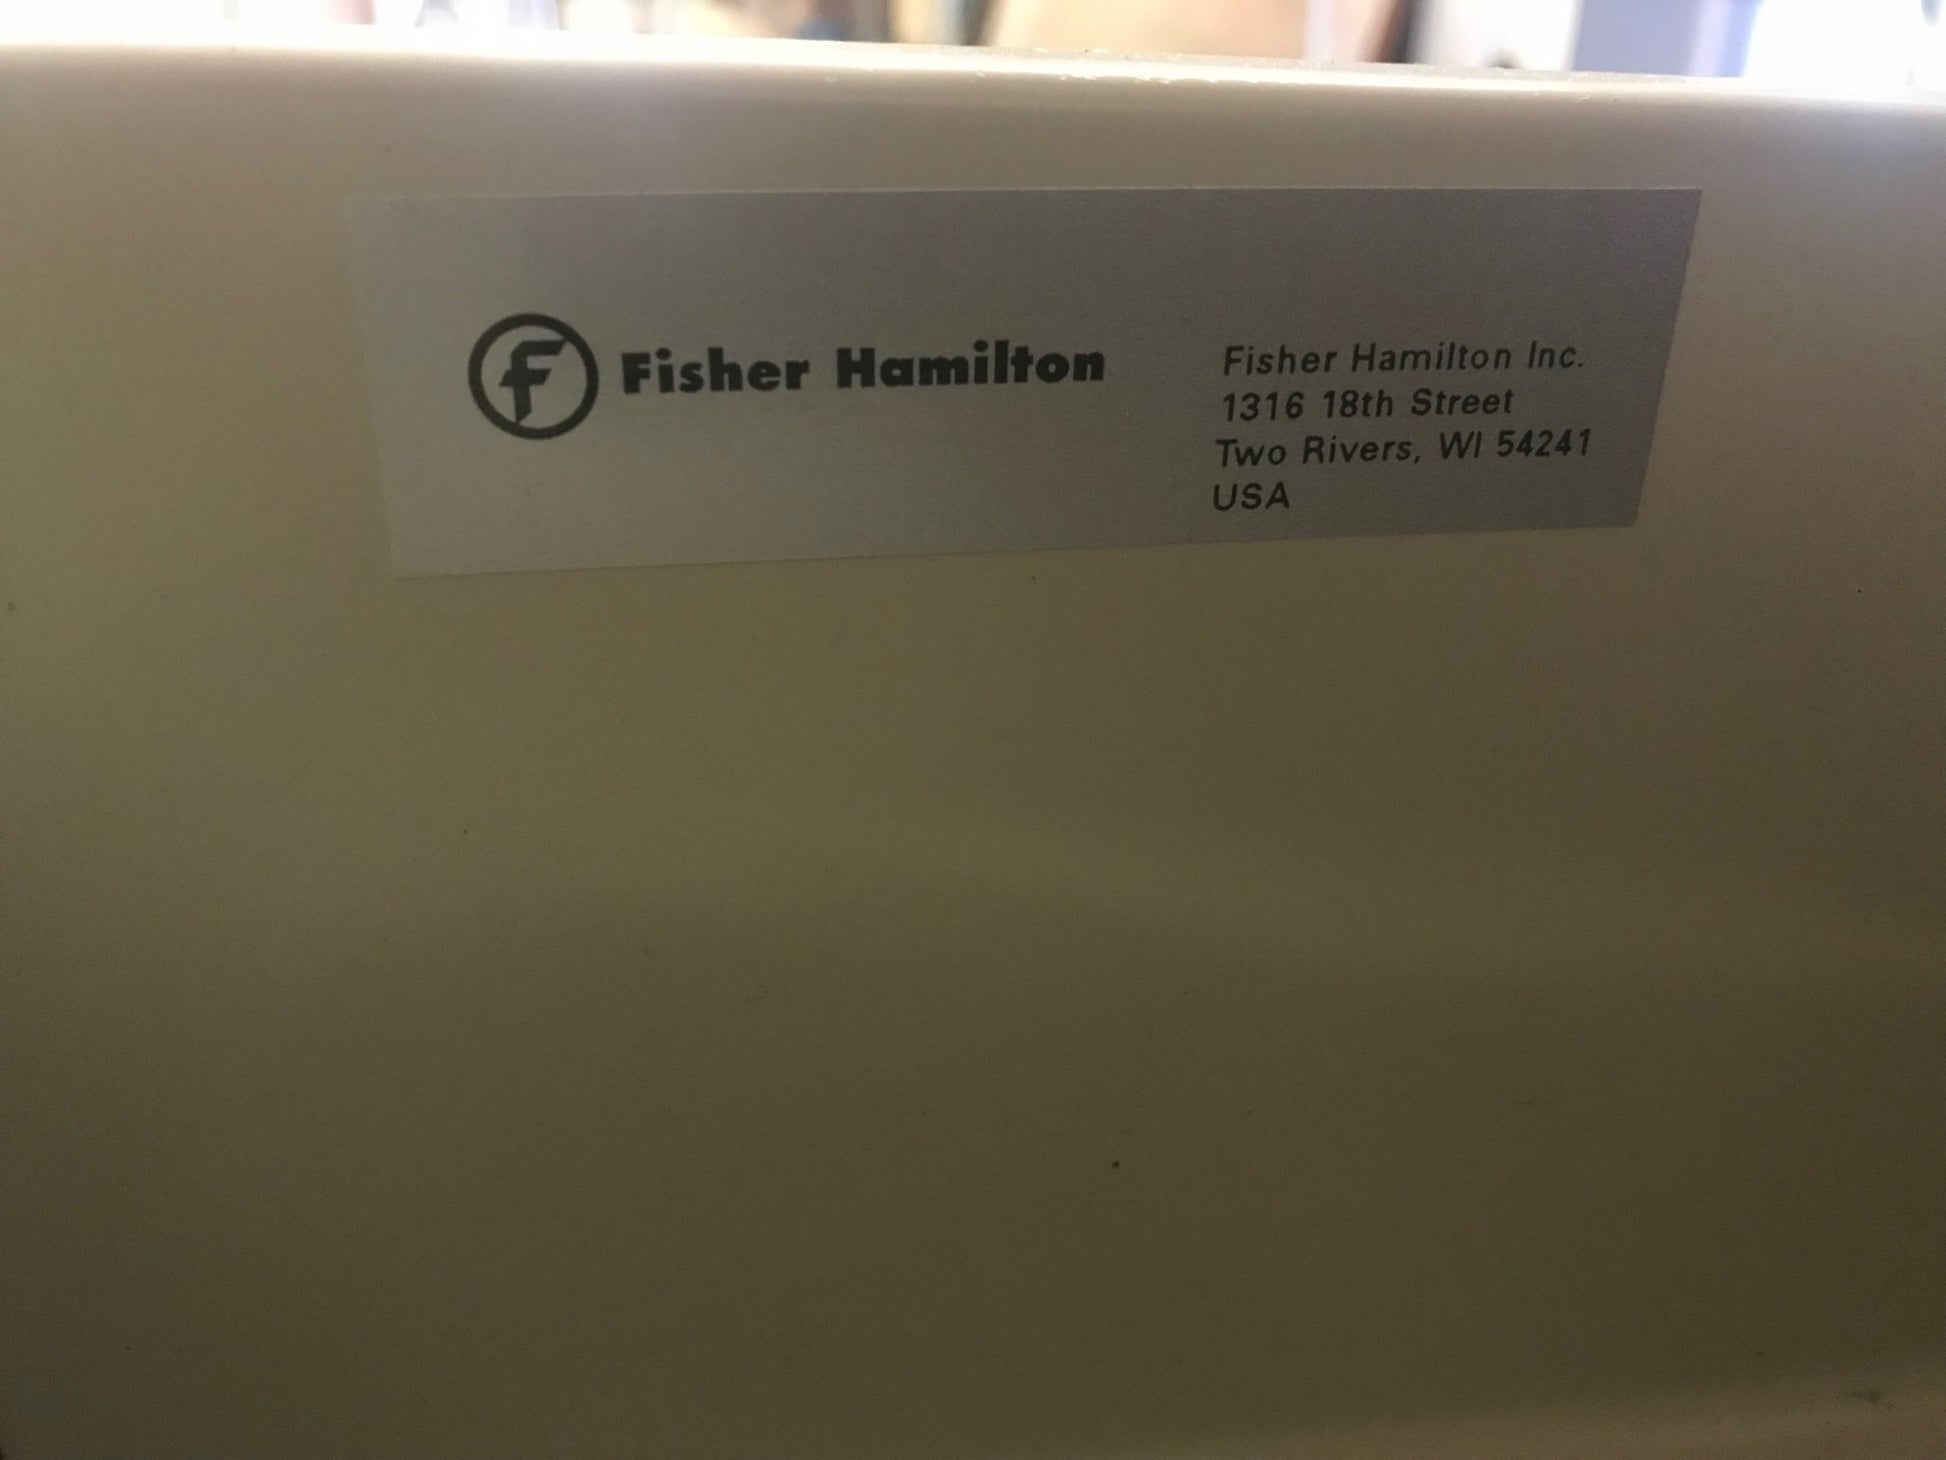 Fisher Hamilton
Fisher Hamilton Inc.
1316 18th Street
Two Rivers, WI 54241
USA